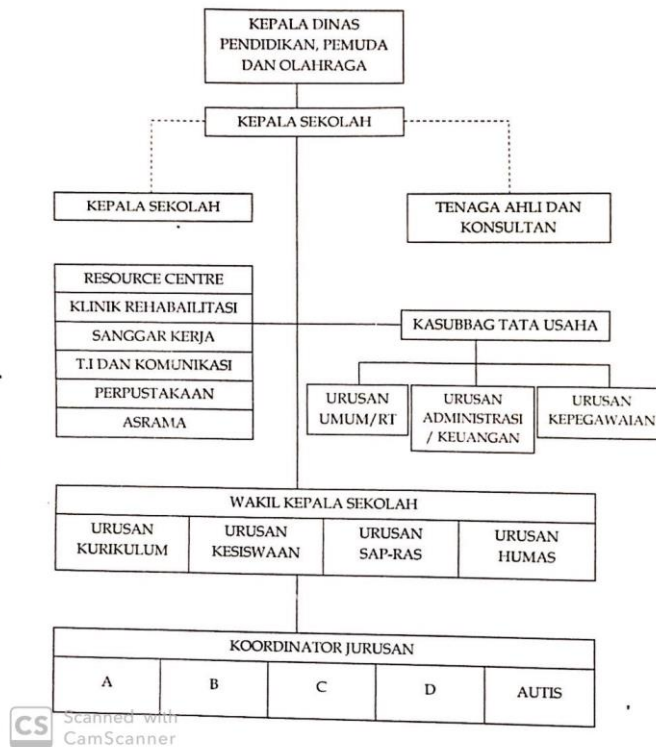 KEPALA DINAS
PENDIDIKAN, PEMUDA
DAN OLAHRAGA
KEPALA SEKOLAH
KEPALA SEKOLAH
TENAGA AHLI DAN
KONSULTAN
RESOURCE CENTRE
KLINIK REHABAILITASI
SANGGAR KERJA
T.I DAN KOMUNIKASI
PERPUSTAKAAN
ASRAMA
KASUBBAG TATA USAHA
URUSAN
UMUM/RT
URUSAN
ADMINISTRASI
/ KEUANGAN
URUSAN
KEPEGAWAIAN
WAKIL KEPALA SEKOLAH
URUSAN
KURIKULUM
URUSAN
KESISWAAN
URUSAN
SAP-RAS
URUSAN
HUMAS
KOORDINATOR JURUSAN
A
B
C
D
AUTIS
CS
Scanned with
CamScanner